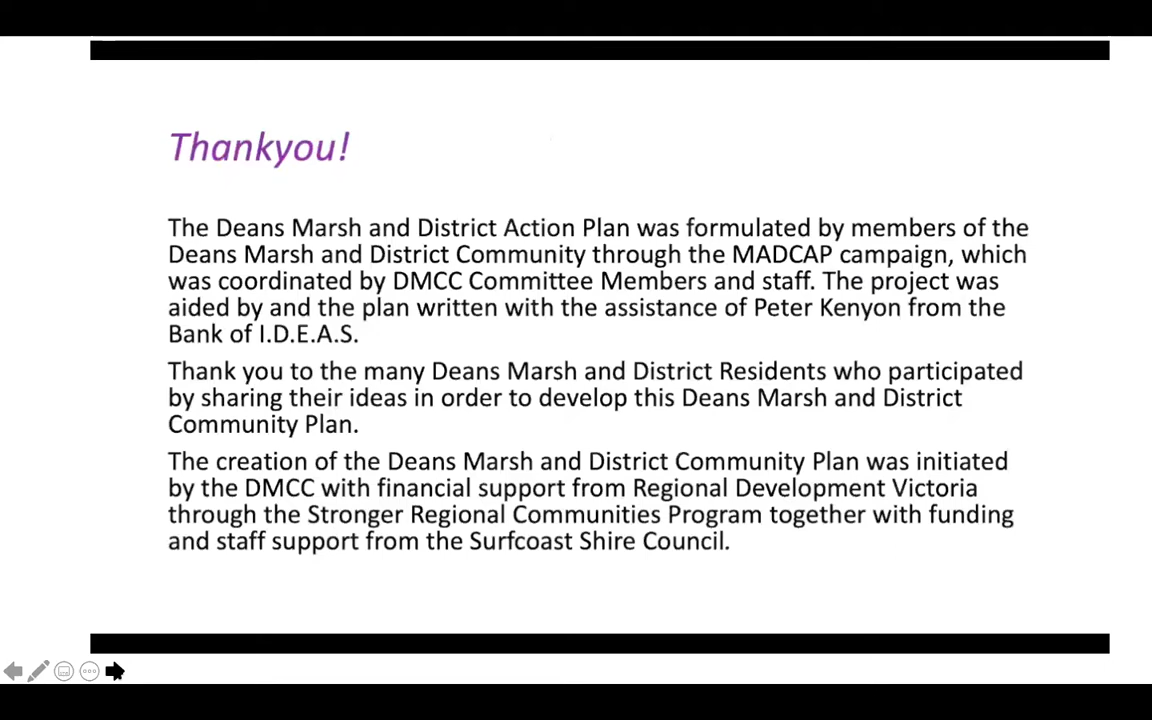 Thankyou!
The Deans Marsh and District Action Plan was formulated by members of the
Deans Marsh and District Community through the MADCAP campaign, which
was coordinated by DMCC Committee Members and staff. The project was
aided by and the plan written with the assistance of Peter Kenyon from the
Bank of I.D.E.A.S.
Thank you to the many Deans Marsh and District Residents who participated
by sharing their ideas in order to develop this Deans Marsh and District
Community Plan.
The creation of the Deans Marsh and District Community Plan was initiated
by the DMCC with financial support from Regional Development Victoria
through the Stronger Regional Communities Program together with funding
and staff support from the Surfcoast Shire Council.